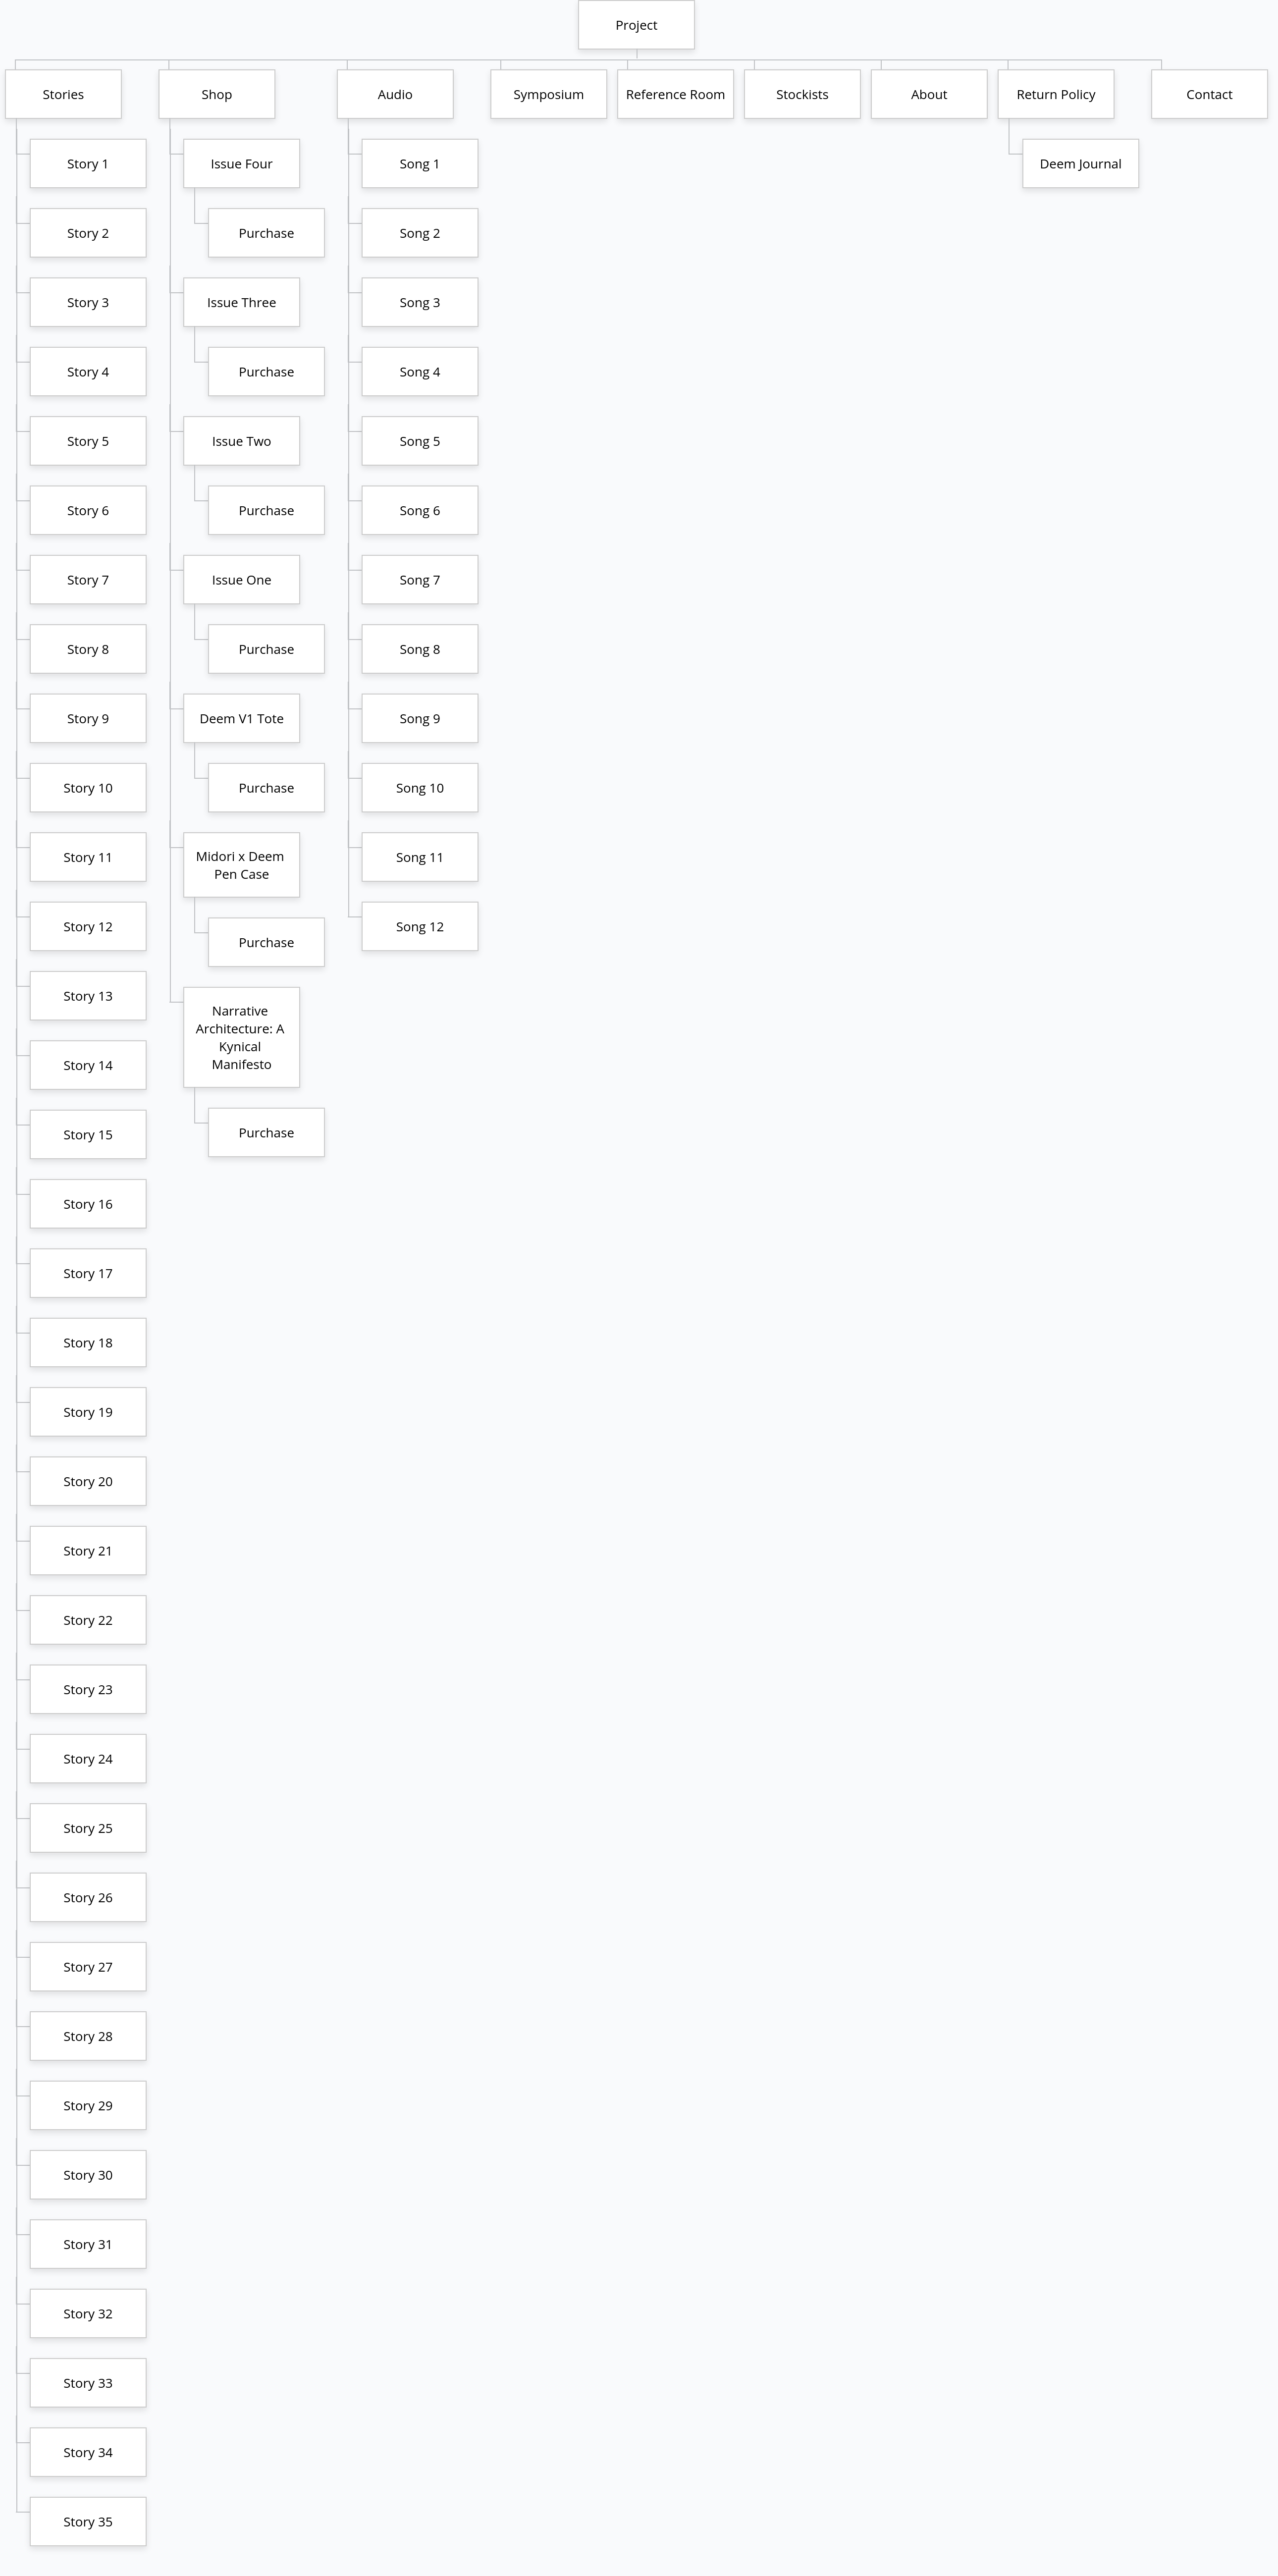 Project
Stories
Shop
Audio
Symposium
Reference Room
Stockists
About
Return Policy
Contact
Story 1
Story 2
Story 3
Story 4
Story 5
Story 6
Story 7
Story 8
Story 9
Story 10
Story 11
Story 12
Story 13
Story 14
Story 15
Story 16
Story 17
Story 18
Story 19
Story 20
Story 21
Story 22
Story 23
Story 24
Story 25
Story 26
Story 27
Story 28
Story 29
Story 30
Story 31
Story 32
Story 33
Story 34
Story 35
Issue Four
Purchase
Issue Three
Purchase
Issue Two
Purchase
Issue One
Purchase
Deem V1 Tote
Purchase
Midori x Deem
Pen Case
Purchase
Narrative
Architecture: A
Kynical
Manifesto
Purchase
Song 1
Song 2
Song 3
Song 4
Song 5
Song 6
Song 7
Song 8
Song 9
Song 10
Song 11
Song 12
Deem Journal